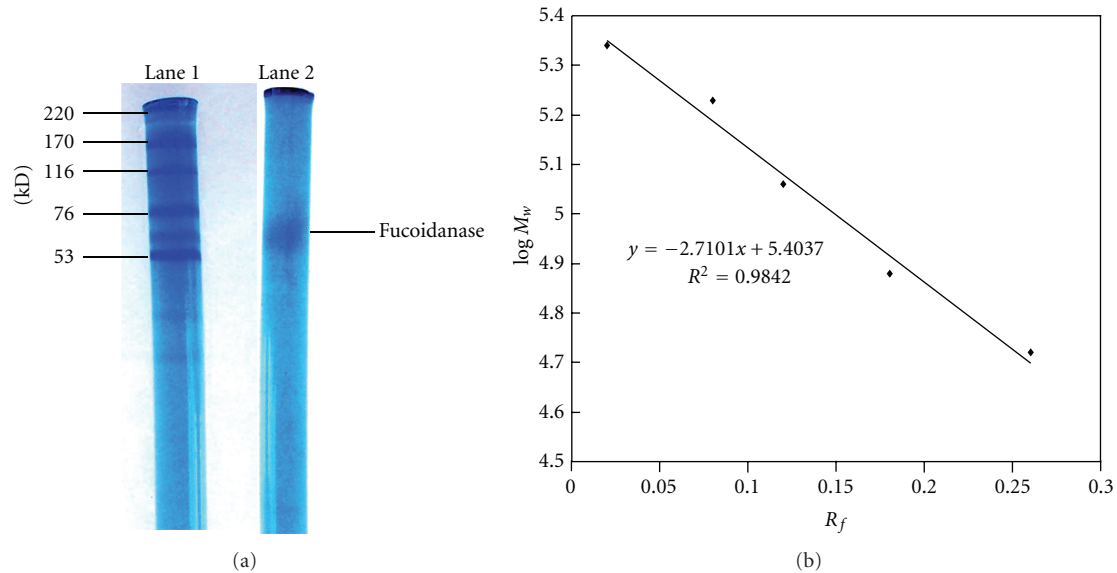 Lane 1 Lane 2
220
170
116
76
53
(kD)
Fucoidanase
(a)
5.4
5.3
5.2
5.1
5
4.9
4.8
4.7
4.6
4.5
log M_w
y = −2.7101x + 5.4037
R² = 0.9842
0 0.05 0.1 0.15 0.2 0.25 0.3
R_f
(b)